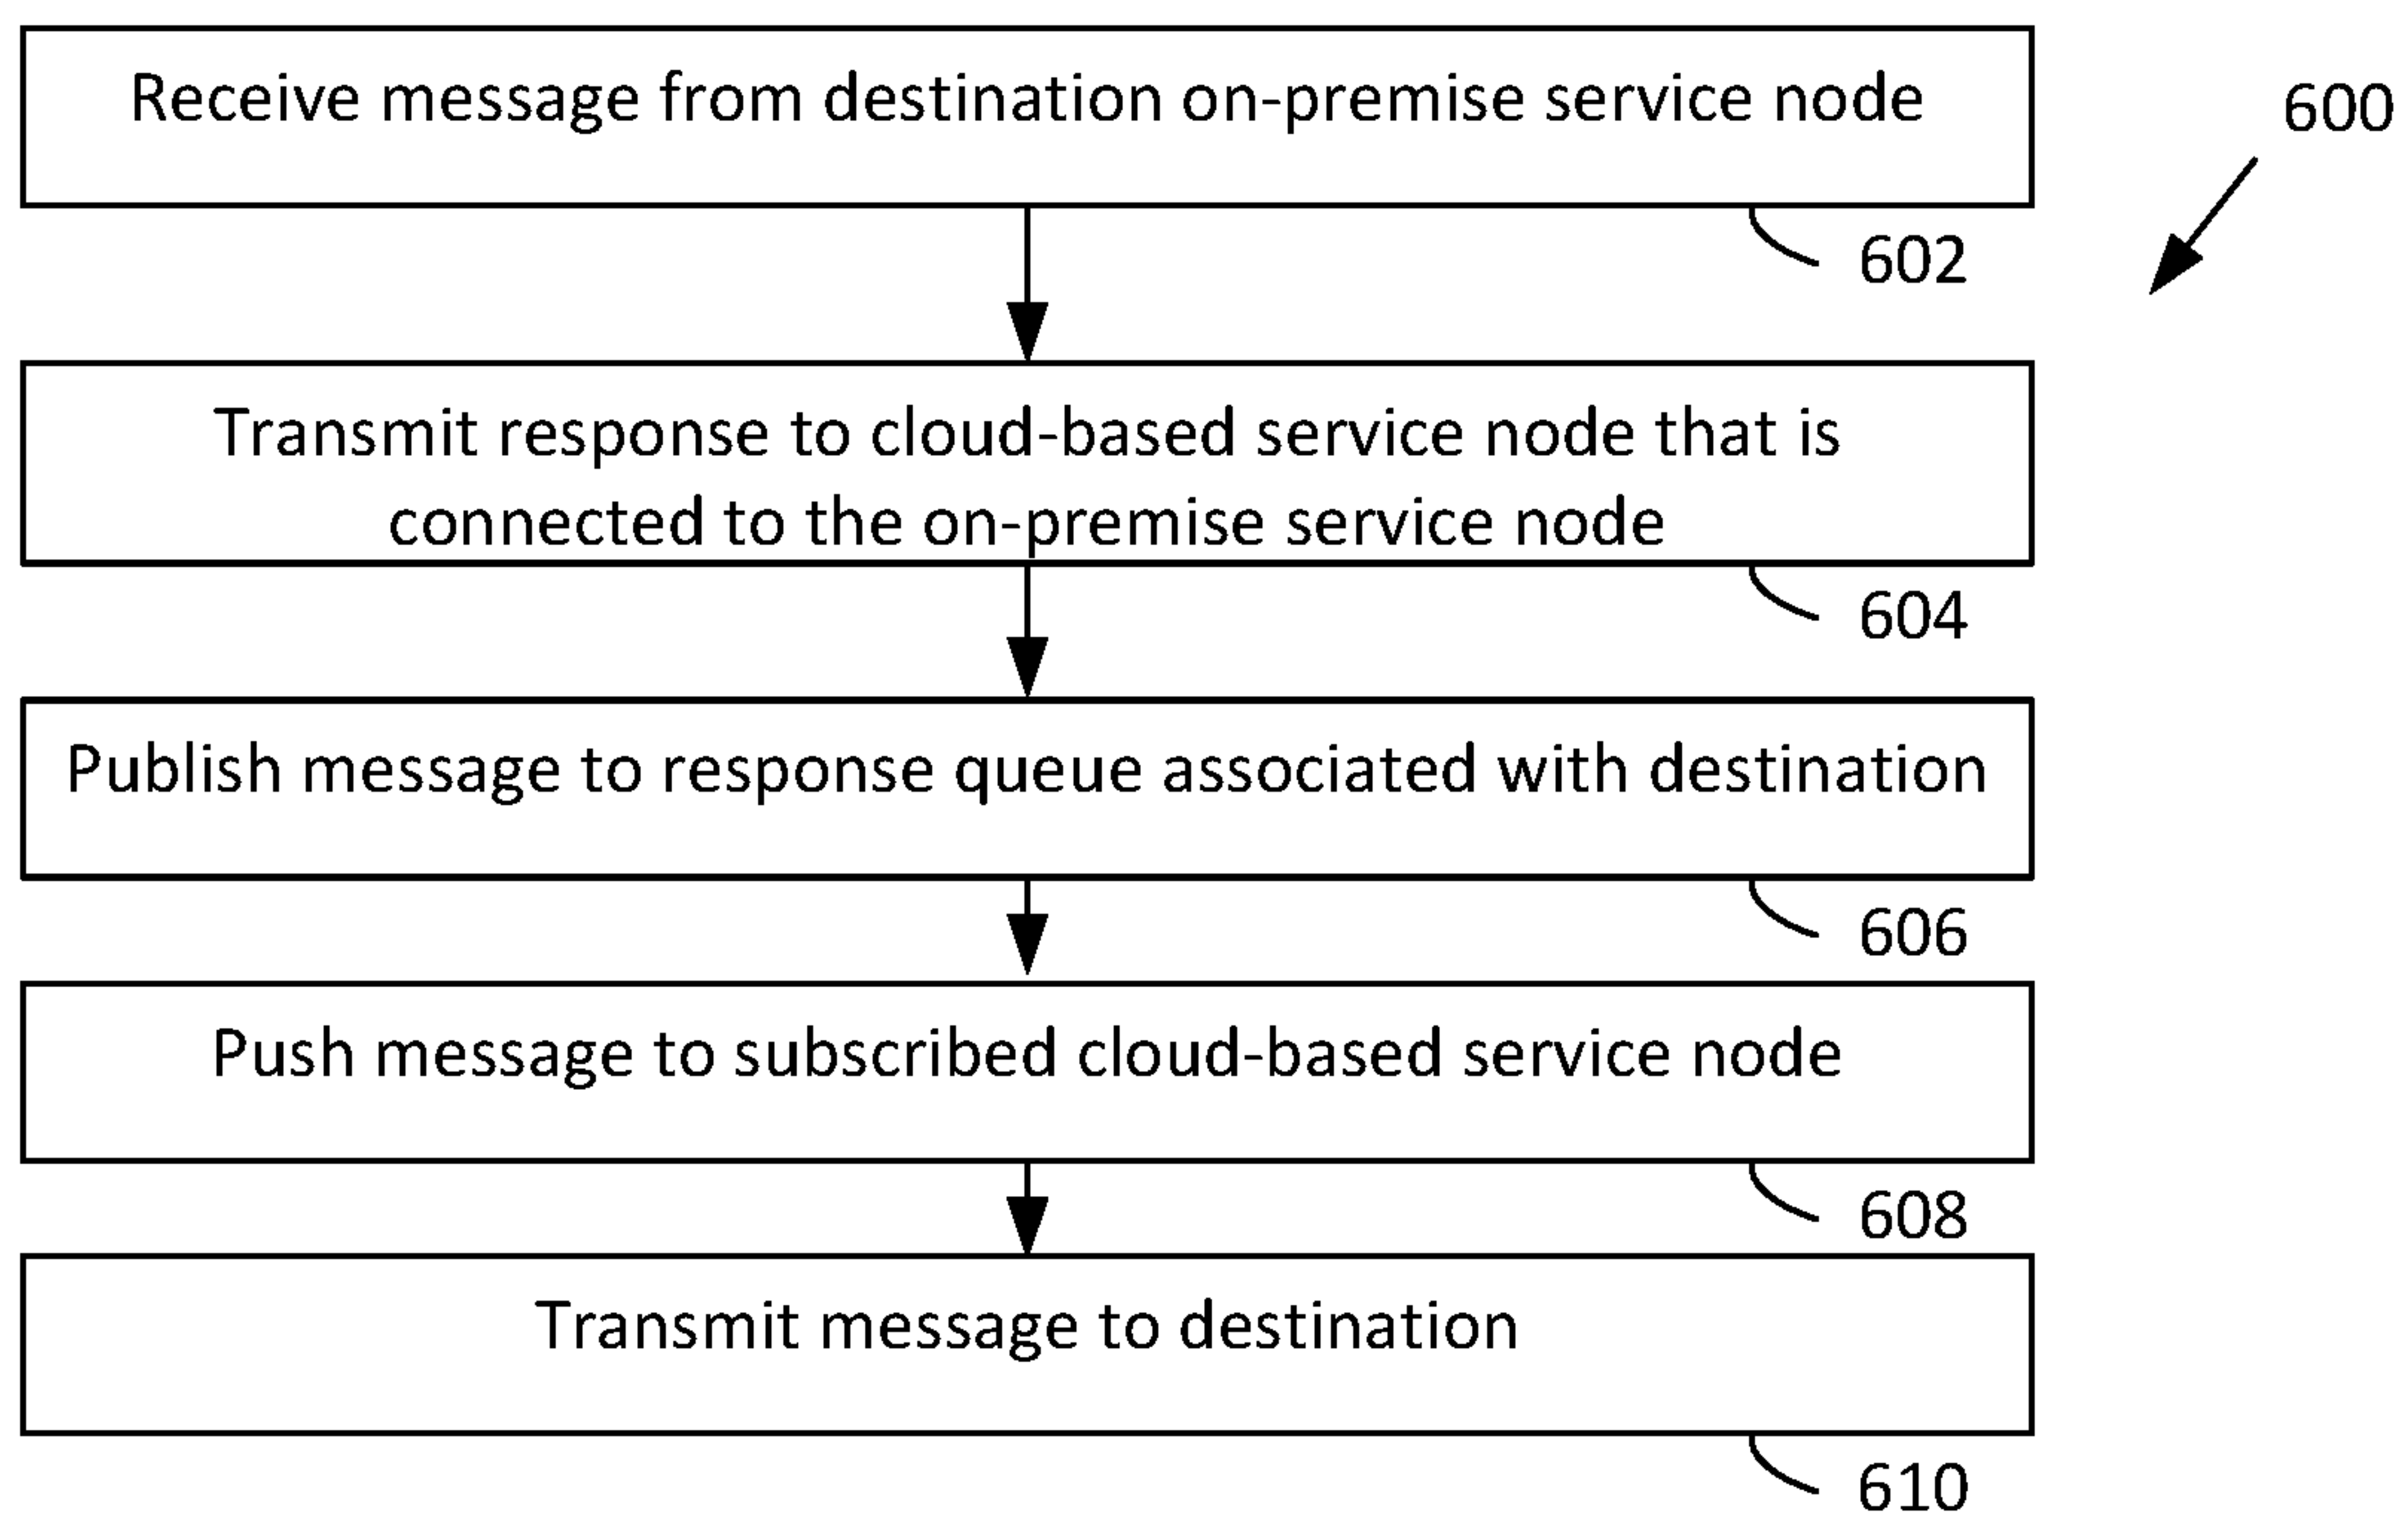 Receive message from destination on-premise service node
600
602
Transmit response to cloud-based service node that is
connected to the on-premise service node
604
Publish message to response queue associated with destination
606
Push message to subscribed cloud-based service node
608
Transmit message to destination
610